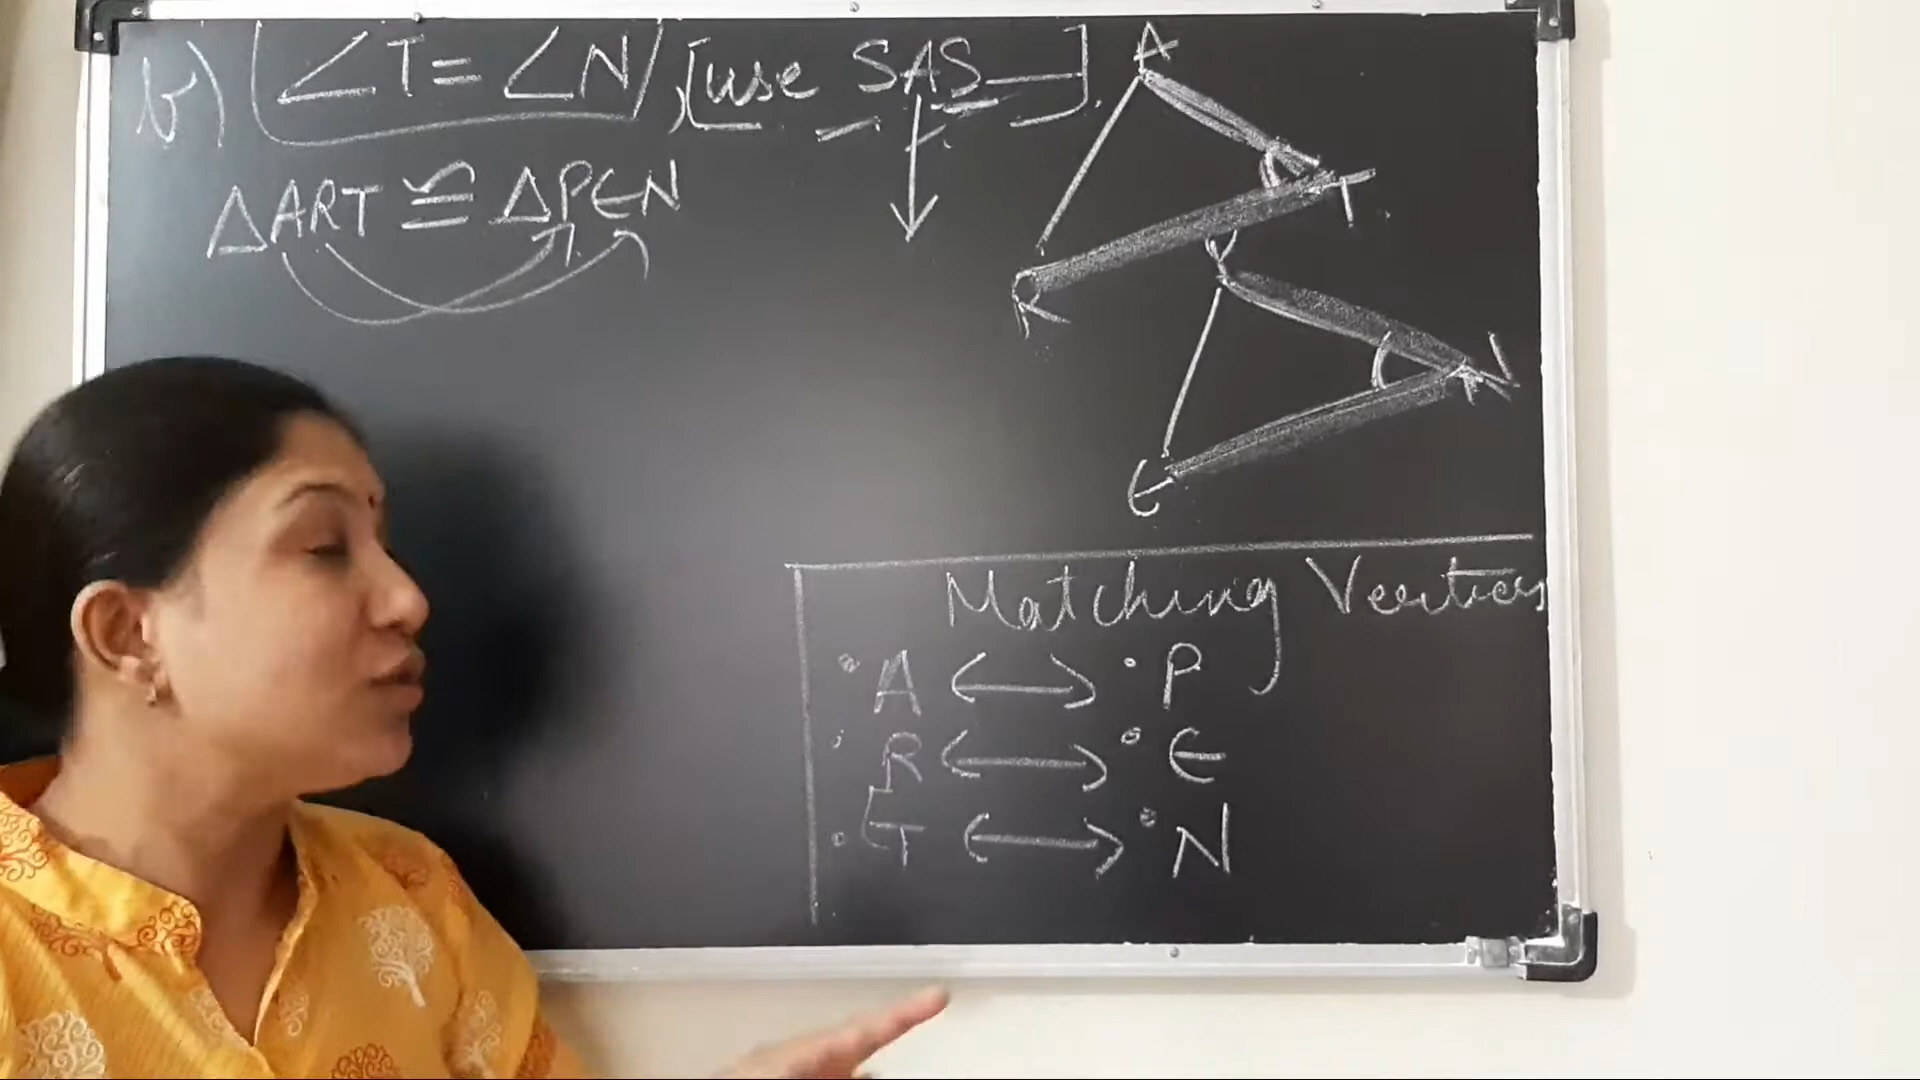 b) ∠T = ∠N, [use SAS].
ΔART ≅ ΔPEN
A
T
R
P
N
E
Matching Vertices
• A ↔ • P
• R ↔ • E
• T ↔ • N